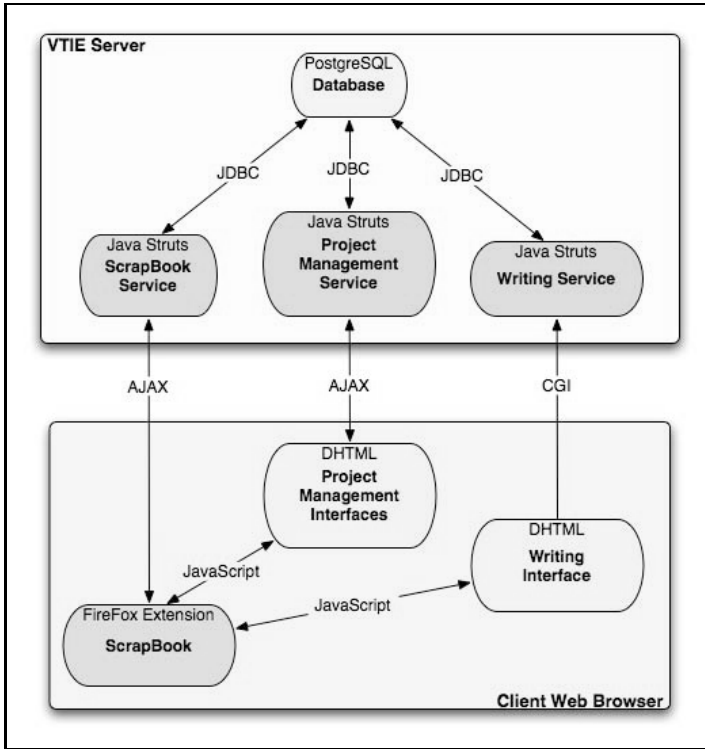 VTIE Server
PostgreSQL
Database
JDBC
JDBC
JDBC
Java Struts
ScrapBook
Service
Java Struts
Project
Management
Service
Java Struts
Writing Service
AJAX
AJAX
CGI
DHTML
Project
Management
Interfaces
DHTML
Writing
Interface
JavaScript
JavaScript
FireFox Extension
ScrapBook
Client Web Browser